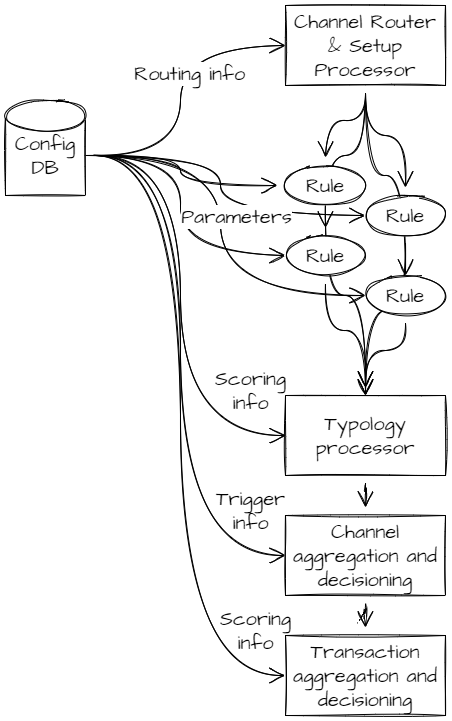 Channel Router
& Setup
Processor
Routing info
Config
DB
Rule
Rule
Parameters
Rule
Rule
Scoring
info
Typology
processor
Trigger
info
Channel
aggregation and
decisioning
Scoring
info
Transaction
aggregation and
decisioning